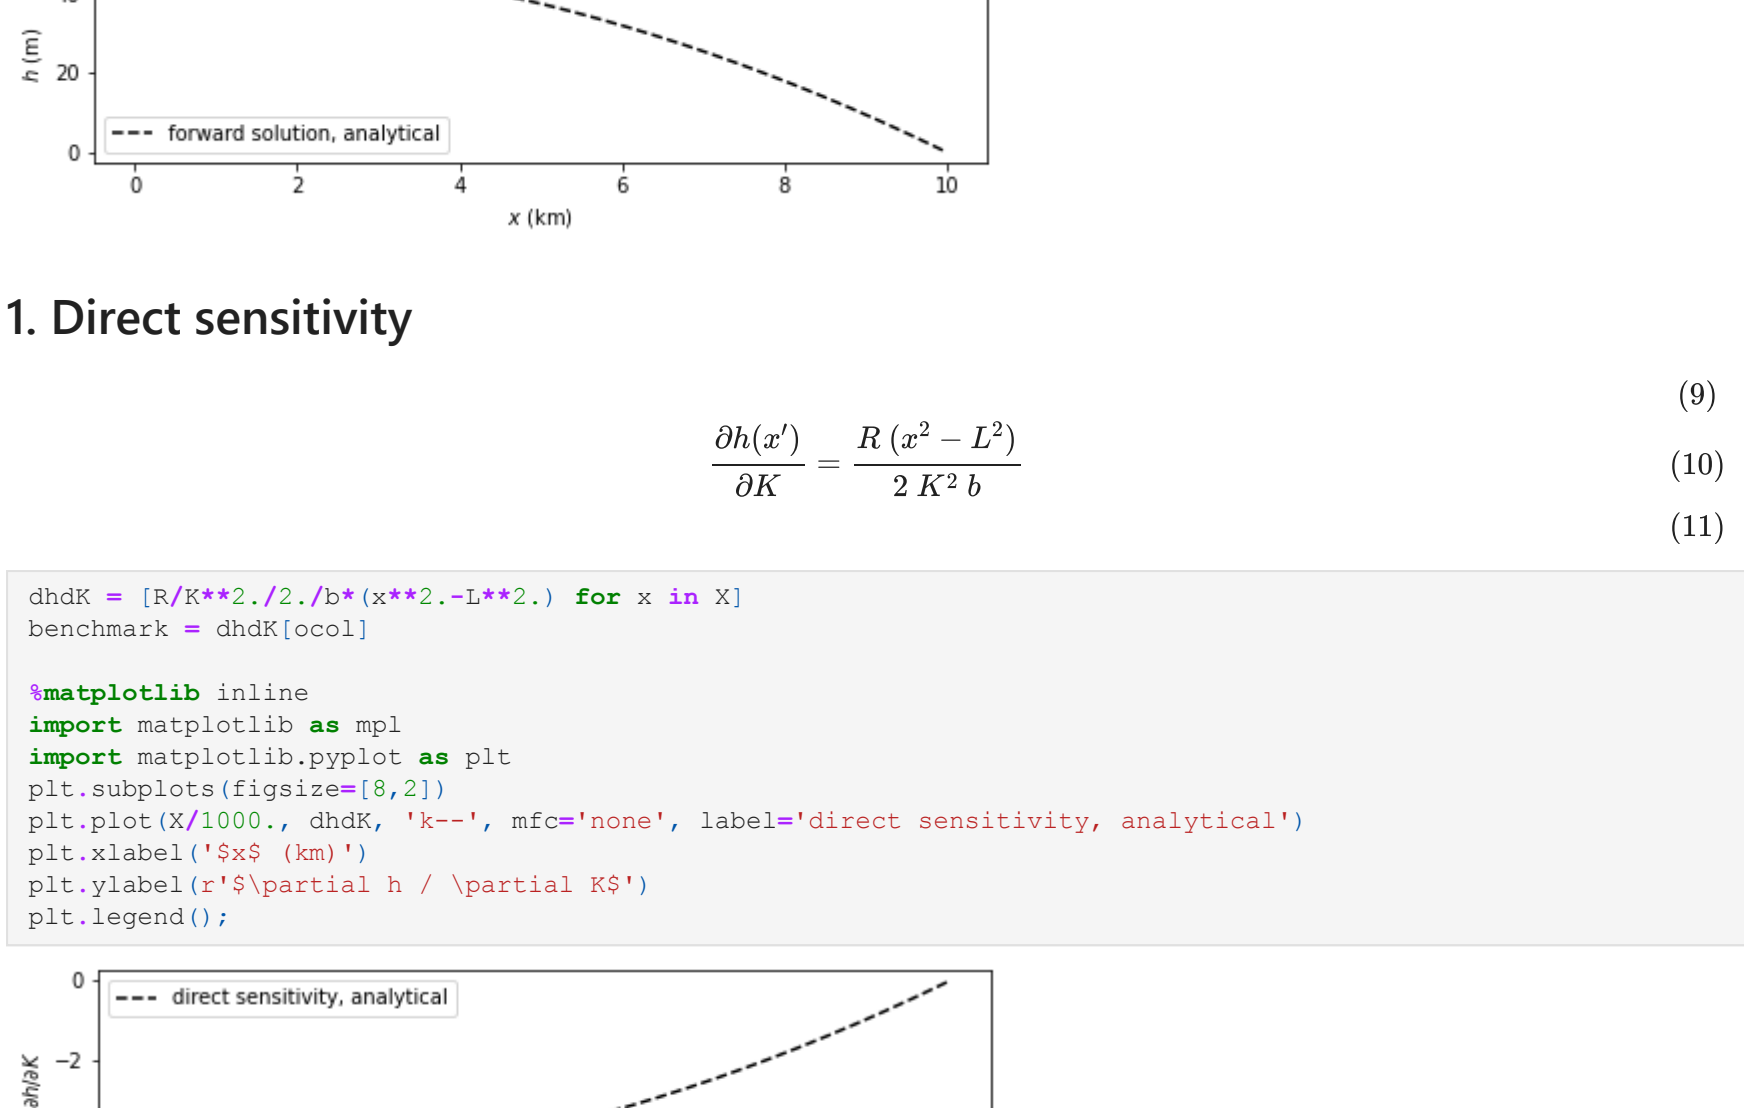 h (m)
20
forward solution, analytical
0
0 2 4 6 8 10
x (km)
1. Direct sensitivity
(9)
∂h(x′)/∂K = R (x² − L²)/2 K² b (10)
(11)
dhdK = [R/K**2./2./b*(x**2.-L**2.) for x in X]
benchmark = dhdK[ocol]
%matplotlib inline
import matplotlib as mpl
import matplotlib.pyplot as plt
plt.subplots(figsize=[8,2])
plt.plot(X/1000., dhdK, 'k--', mfc='none', label='direct sensitivity, analytical')
plt.xlabel('$x$ (km)')
plt.ylabel(r'$\partial h / \partial K$')
plt.legend();
0
direct sensitivity, analytical
−2
∂h/∂K